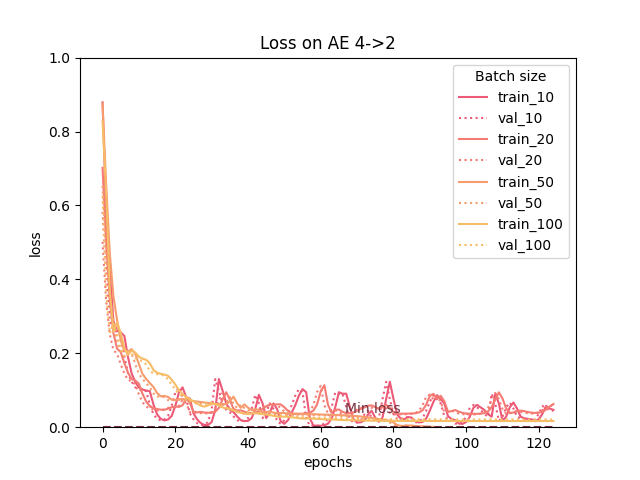 Loss on AE 4->2
1.0
0.8
0.6
0.4
0.2
0.0
loss
Batch size
train_10
val_10
train_20
val_20
train_50
val_50
train_100
val_100
Min loss
0 20 40 60 80 100 120
epochs